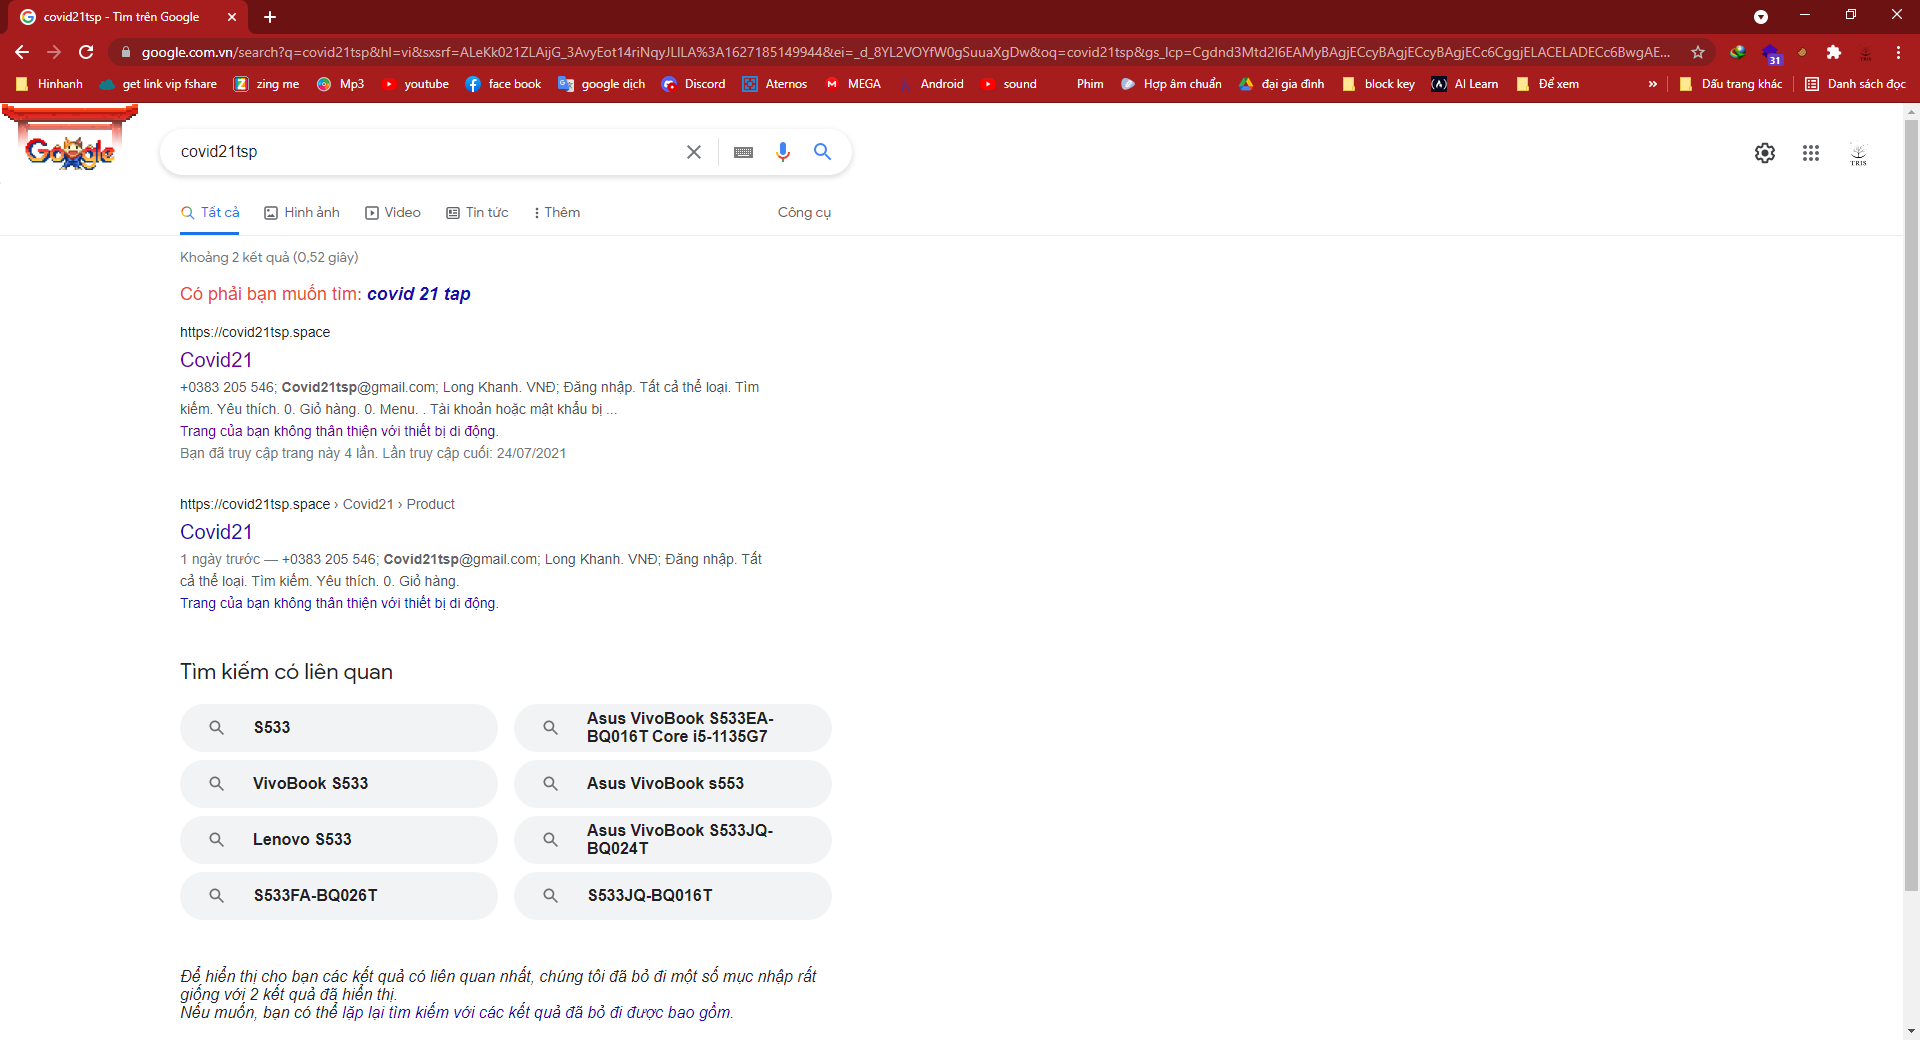 covid21tsp - Tìm trên Google
google.com.vn/search?q=covid21tsp&hl=vi&sxsrf=ALeKk021ZLAijG_3AvyEot14riNqyJLILA%3A1627185149944&ei=_d_8YL2VOYfW0gSuuaXgDw&oq=covid21tsp&gs_lcp=Cgdnd3Mtd2l6EAMyBAgjECcyBAgjECcyBAgjECc6CggjELACELADECc6BwgAE...
31
Hinhanh get link vip fshare zing me Mp3 youtube face book google dịch Discord Aternos MEGA Android sound Phim Hợp âm chuẩn đại gia đình block key AI Learn Để xem » Dấu trang khác Danh sách đọc
Google
covid21tsp
TRIS
Tất cả Hình ảnh Video Tin tức Thêm Công cụ
Khoảng 2 kết quả (0,52 giây)
Có phải bạn muốn tìm: covid 21 tap
https://covid21tsp.space
Covid21
+0383 205 546; Covid21tsp@gmail.com; Long Khanh. VNĐ; Đăng nhập. Tất cả thể loại. Tìm
kiếm. Yêu thích. 0. Giỏ hàng. 0. Menu. . Tài khoản hoặc mật khẩu bị ...
Trang của bạn không thân thiện với thiết bị di động.
Bạn đã truy cập trang này 4 lần. Lần truy cập cuối: 24/07/2021
https://covid21tsp.space › Covid21 › Product
Covid21
1 ngày trước — +0383 205 546; Covid21tsp@gmail.com; Long Khanh. VNĐ; Đăng nhập. Tất
cả thể loại. Tìm kiếm. Yêu thích. 0. Giỏ hàng.
Trang của bạn không thân thiện với thiết bị di động.
Tìm kiếm có liên quan
S533
Asus VivoBook S533EA-
BQ016T Core i5-1135G7
VivoBook S533
Asus VivoBook s553
Lenovo S533
Asus VivoBook S533JQ-
BQ024T
S533FA-BQ026T
S533JQ-BQ016T
Để hiển thị cho bạn các kết quả có liên quan nhất, chúng tôi đã bỏ đi một số mục nhập rất
giống với 2 kết quả đã hiển thị.
Nếu muốn, bạn có thể lặp lại tìm kiếm với các kết quả đã bỏ đi được bao gồm.